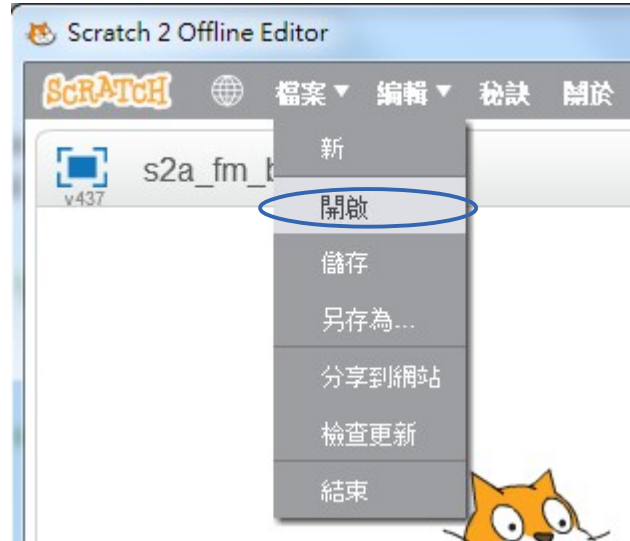 Scratch 2 Offline Editor
SCRATCH 檔案 編輯 秘訣 關於
s2a_fm_b
v437
新
開啟
儲存
另存為...
分享到網站
檢查更新
結束